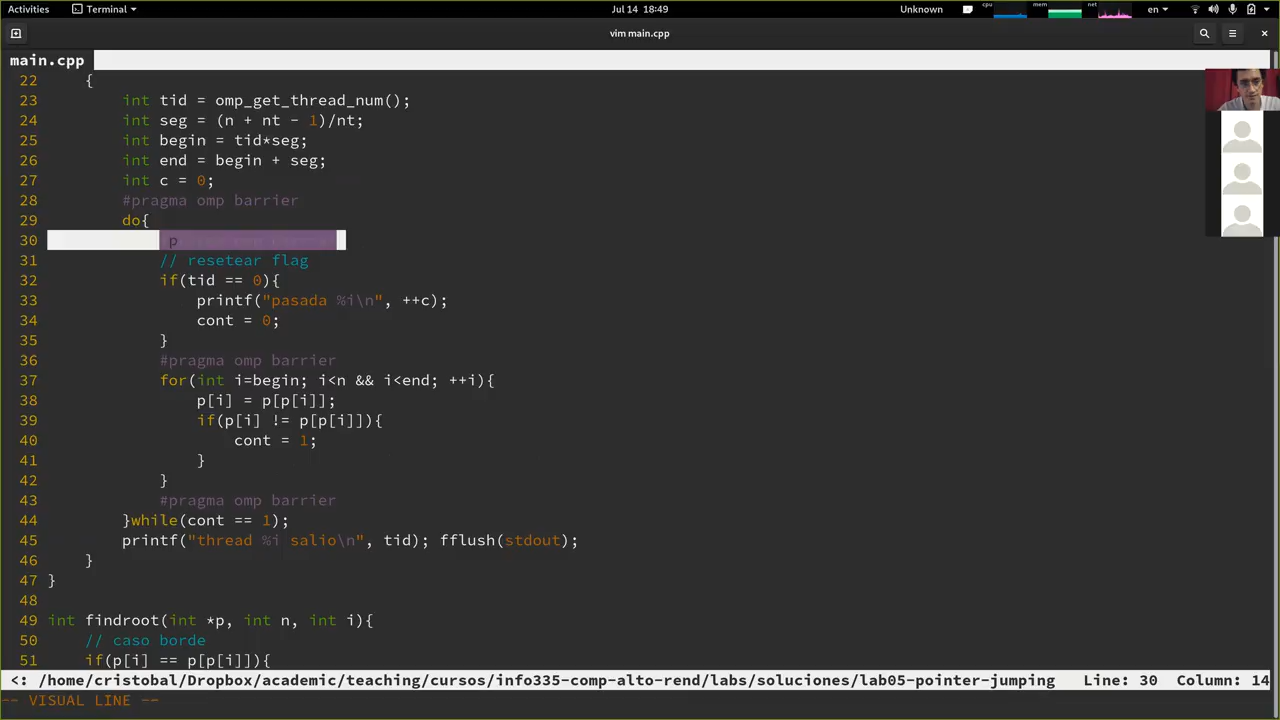 Activities
Terminal
Jul 14 18:49
Unknown
cpu
mem
net
en
vim main.cpp
main.cpp
22 {
23 int tid = omp_get_thread_num();
24 int seg = (n + nt - 1)/nt;
25 int begin = tid*seg;
26 int end = begin + seg;
27 int c = 0;
28 #pragma omp barrier
29 do{
30
31 // resetear flag
32 if(tid == 0){
33 printf("pasada %i\n", ++c);
34 cont = 0;
35 }
36 #pragma omp barrier
37 for(int i=begin; i<n && i<end; ++i){
38 p[i] = p[p[i]];
39 if(p[i] != p[p[i]]){
40 cont = 1;
41 }
42 }
43 #pragma omp barrier
44 }while(cont == 1);
45 printf("thread %i salio\n", tid); fflush(stdout);
46 }
47 }
48
49 int findroot(int *p, int n, int i){
50 // caso borde
51 if(p[i] == p[p[i]]){
<: /home/cristobal/Dropbox/academic/teaching/cursos/info335-comp-alto-rend/labs/soluciones/lab05-pointer-jumping Line: 30 Column: 14
-- VISUAL LINE --